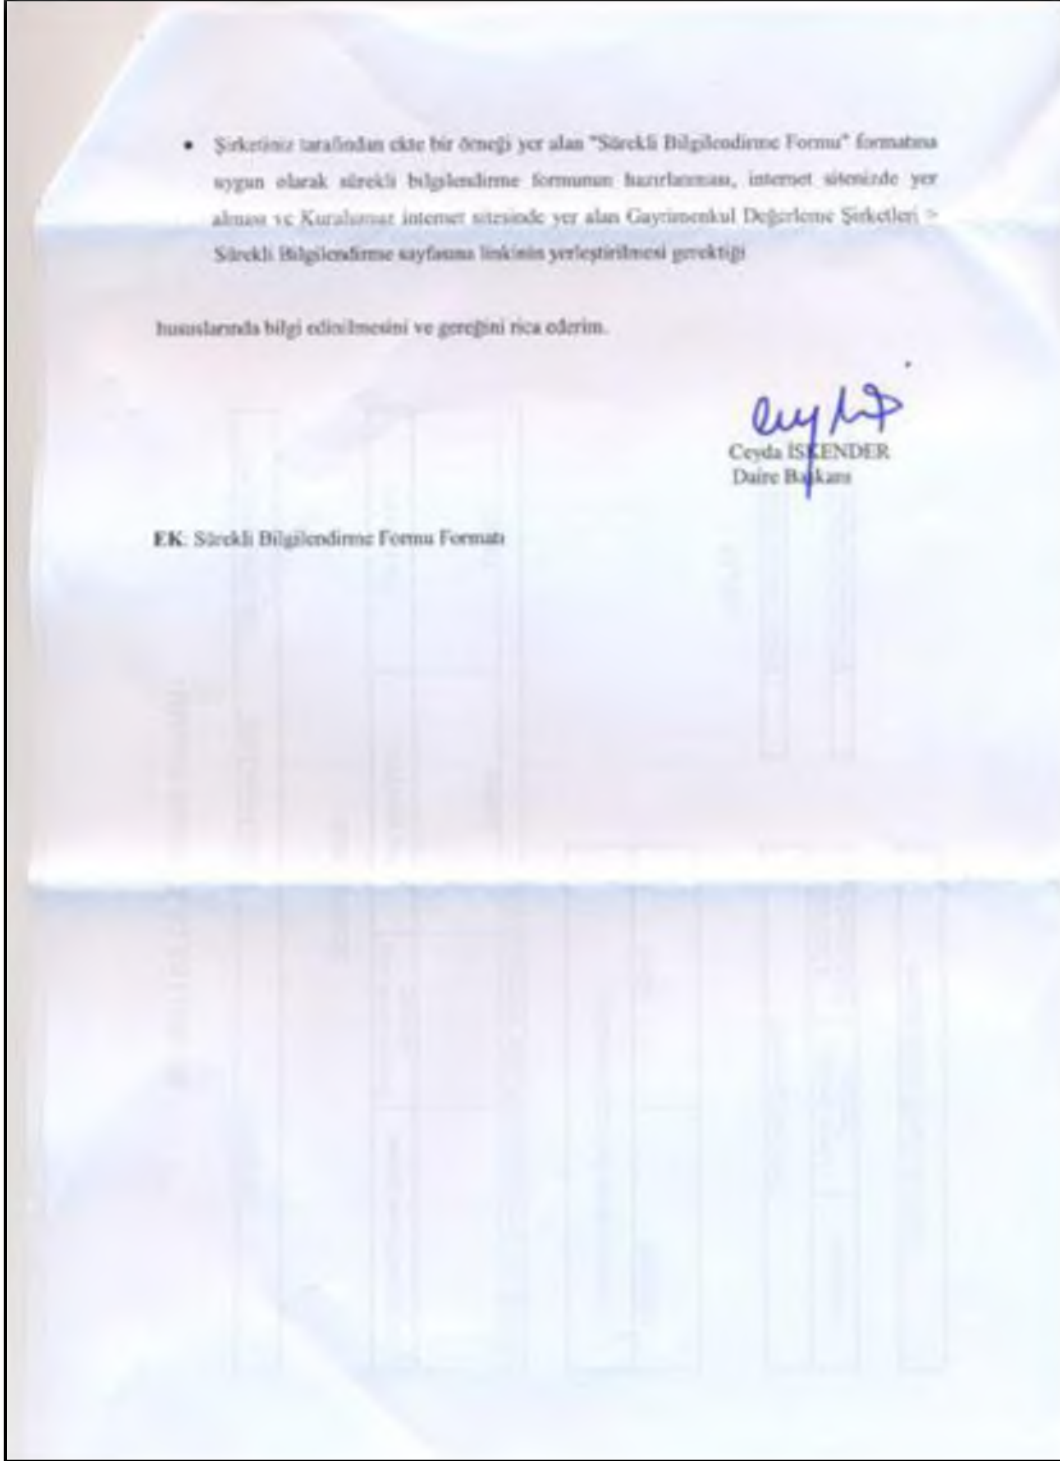 • Şirketiniz tarafından ekte bir örneği yer alan "Sürekli Bilgilendirme Formu" formatına
uygun olarak sürekli bilgilendirme formunun hazırlanması, internet sitenizde yer
alması ve Kurulumuz internet sitesinde yer alan Gayrimenkul Değerleme Şirketleri >
Sürekli Bilgilendirme sayfasına linkinin yerleştirilmesi gerektiği
hususlarında bilgi edinilmesini ve gereğini rica ederim.
Ceyda İSKENDER
Daire Başkanı
EK: Sürekli Bilgilendirme Formu Formatı